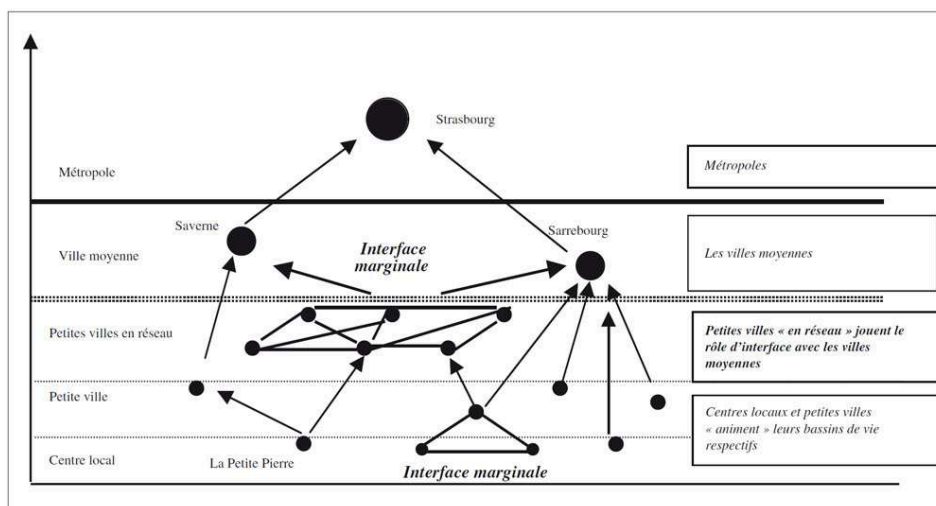 Strasbourg
Métropole
Métropoles
Saverne
Sarrebourg
Ville moyenne
Interface
marginale
Les villes moyennes
Petites villes en réseau
Petites villes « en réseau » jouent le
rôle d’interface avec les villes
moyennes
Petite ville
Centres locaux et petites villes
« animent » leurs bassins de vie
respectifs
Centre local
La Petite Pierre
Interface marginale